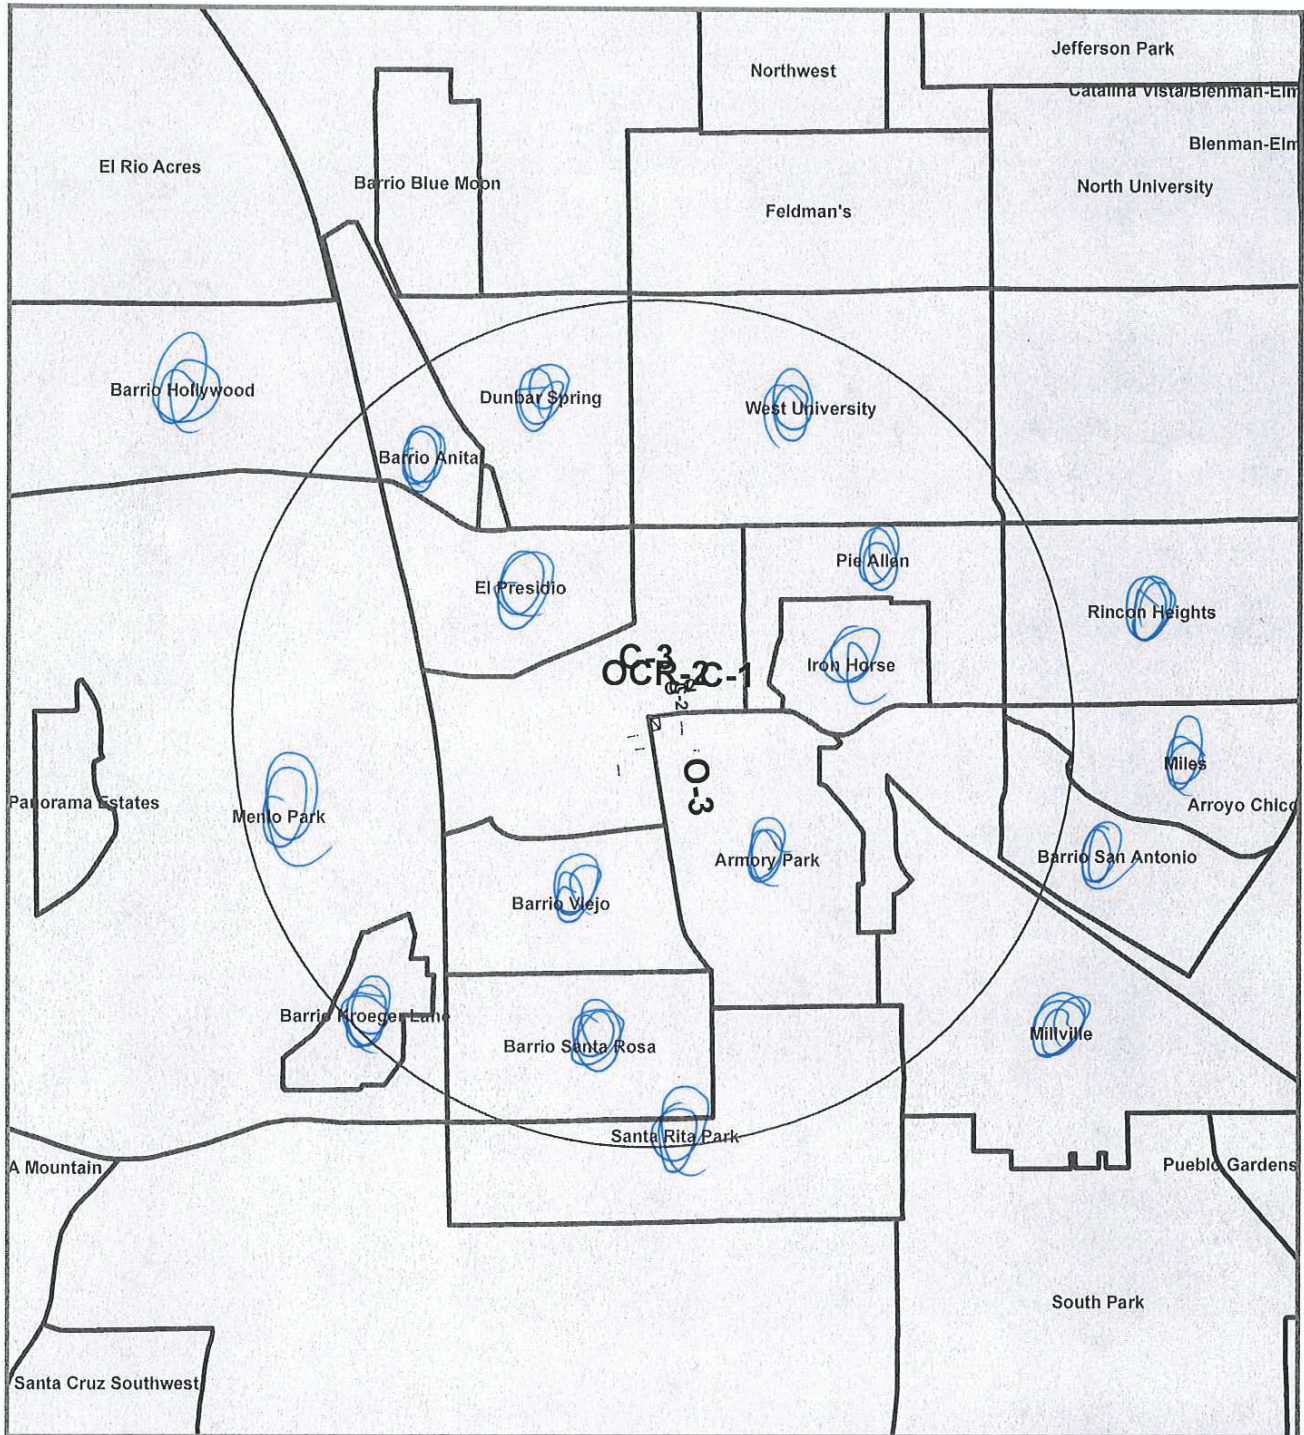 Jefferson Park
Northwest
Catalina Vista/Blenman-Elm
Blenman-Elm
El Rio Acres
Barrio Blue Moon
North University
Feldman's
Barrio Hollywood
Dunbar Spring
West University
Barrio Anita
Pie Allen
El Presidio
Rincon Heights
C-3
Iron Horse
OCR-2 C-1
O-3
Miles
Panorama Estates
Arroyo Chico
Menlo Park
Armory Park
Barrio San Antonio
Barrio Viejo
Barrio Kroeger Lane
Millville
Barrio Santa Rosa
Santa Rita Park
A Mountain
Pueblo Gardens
South Park
Santa Cruz Southwest